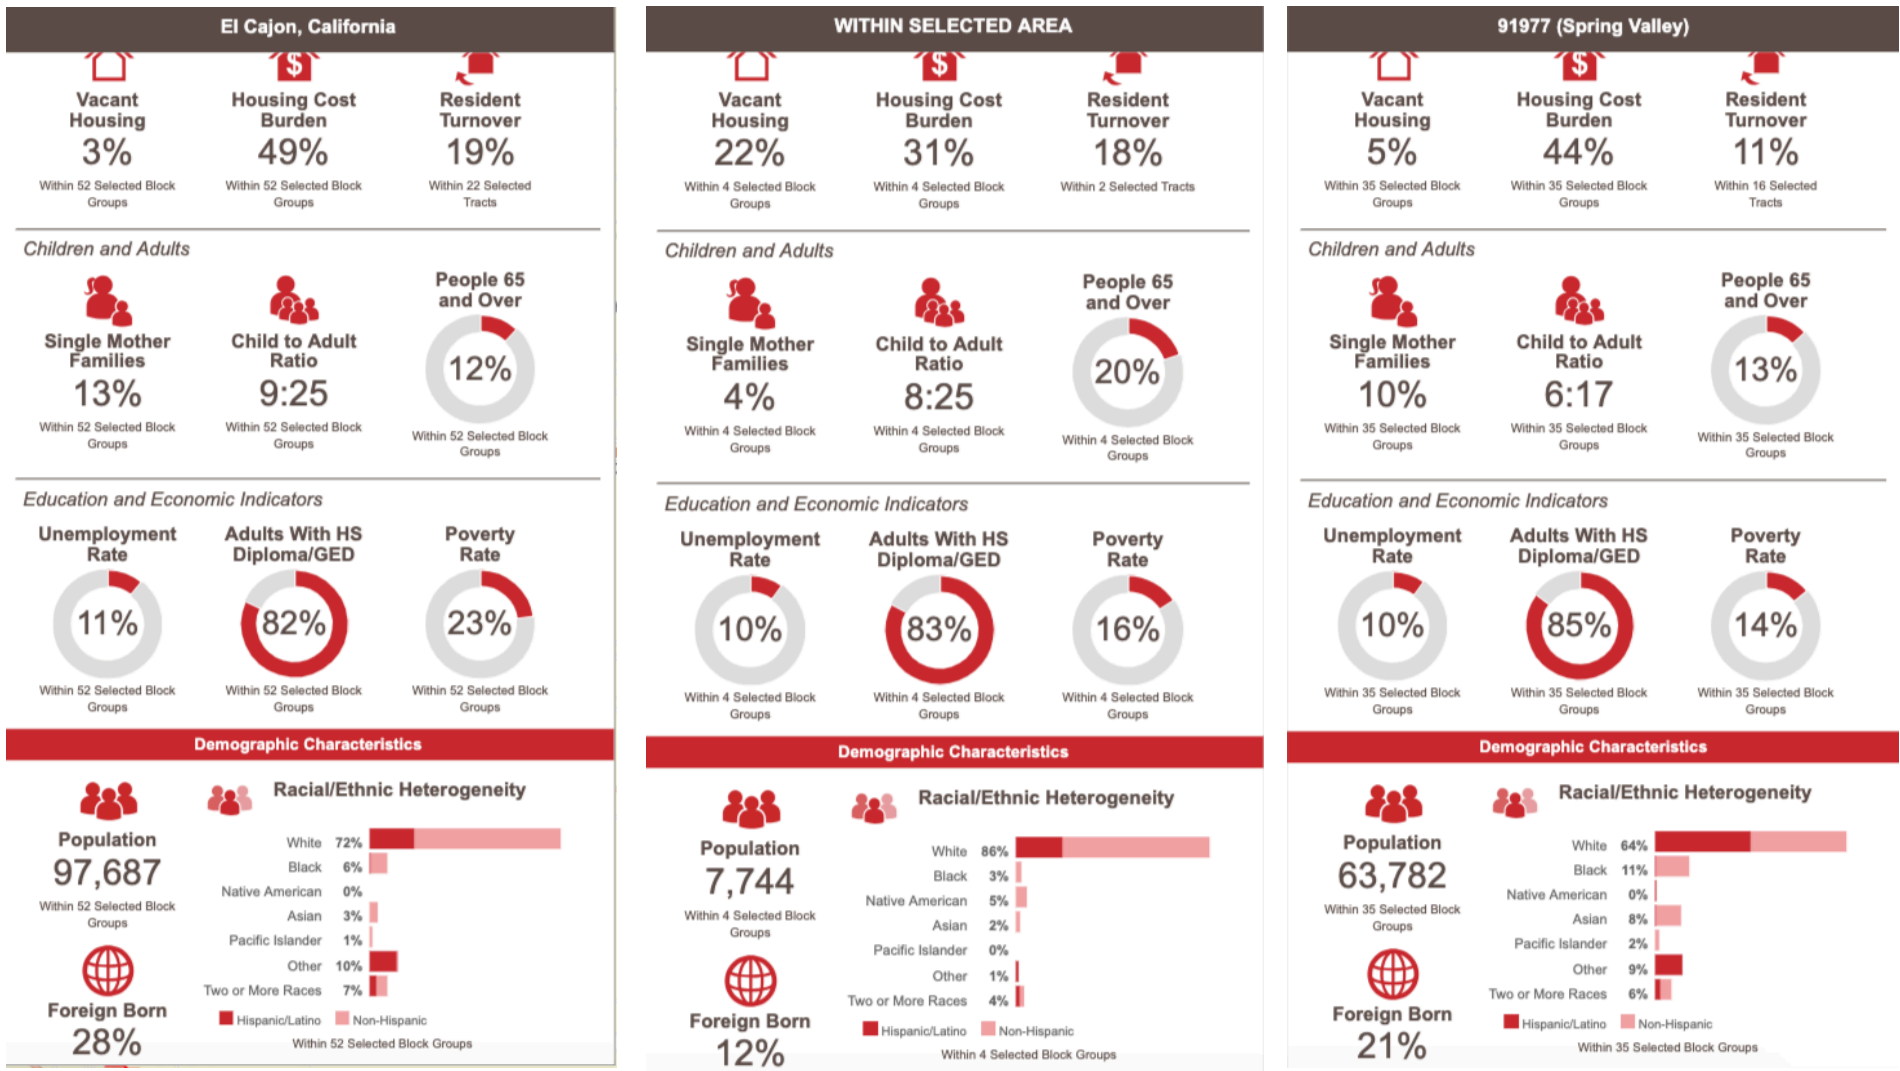 El Cajon, California
Vacant
Housing
3%
Within 52 Selected Block
Groups
$
Housing Cost
Burden
49%
Within 52 Selected Block
Groups
Resident
Turnover
19%
Within 22 Selected
Tracts
Children and Adults
Single Mother
Families
13%
Within 52 Selected Block
Groups
Child to Adult
Ratio
9:25
Within 52 Selected Block
Groups
People 65
and Over
12%
Within 52 Selected Block
Groups
Education and Economic Indicators
Unemployment
Rate
11%
Within 52 Selected Block
Groups
Adults With HS
Diploma/GED
82%
Within 52 Selected Block
Groups
Poverty
Rate
23%
Within 52 Selected Block
Groups
Demographic Characteristics
Population
97,687
Within 52 Selected Block
Groups
Foreign Born
28%
Racial/Ethnic Heterogeneity
White 72%
Black 6%
Native American 0%
Asian 3%
Pacific Islander 1%
Other 10%
Two or More Races 7%
Hispanic/Latino Non-Hispanic
Within 52 Selected Block Groups
WITHIN SELECTED AREA
Vacant
Housing
22%
Within 4 Selected Block
Groups
$
Housing Cost
Burden
31%
Within 4 Selected Block
Groups
Resident
Turnover
18%
Within 2 Selected Tracts
Children and Adults
Single Mother
Families
4%
Within 4 Selected Block
Groups
Child to Adult
Ratio
8:25
Within 4 Selected Block
Groups
People 65
and Over
20%
Within 4 Selected Block
Groups
Education and Economic Indicators
Unemployment
Rate
10%
Within 4 Selected Block
Groups
Adults With HS
Diploma/GED
83%
Within 4 Selected Block
Groups
Poverty
Rate
16%
Within 4 Selected Block
Groups
Demographic Characteristics
Population
7,744
Within 4 Selected Block
Groups
Foreign Born
12%
Racial/Ethnic Heterogeneity
White 86%
Black 3%
Native American 5%
Asian 2%
Pacific Islander 0%
Other 1%
Two or More Races 4%
Hispanic/Latino Non-Hispanic
Within 4 Selected Block Groups
91977 (Spring Valley)
Vacant
Housing
5%
Within 35 Selected Block
Groups
$
Housing Cost
Burden
44%
Within 35 Selected Block
Groups
Resident
Turnover
11%
Within 16 Selected
Tracts
Children and Adults
Single Mother
Families
10%
Within 35 Selected Block
Groups
Child to Adult
Ratio
6:17
Within 35 Selected Block
Groups
People 65
and Over
13%
Within 35 Selected Block
Groups
Education and Economic Indicators
Unemployment
Rate
10%
Within 35 Selected Block
Groups
Adults With HS
Diploma/GED
85%
Within 35 Selected Block
Groups
Poverty
Rate
14%
Within 35 Selected Block
Groups
Demographic Characteristics
Population
63,782
Within 35 Selected Block
Groups
Foreign Born
21%
Racial/Ethnic Heterogeneity
White 64%
Black 11%
Native American 0%
Asian 8%
Pacific Islander 2%
Other 9%
Two or More Races 6%
Hispanic/Latino Non-Hispanic
Within 35 Selected Block Groups